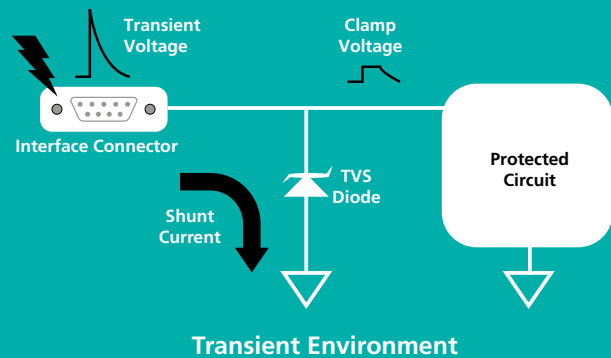 Transient
Voltage
Clamp
Voltage
Interface Connector
TVS
Diode
Protected
Circuit
Shunt
Current
Transient Environment